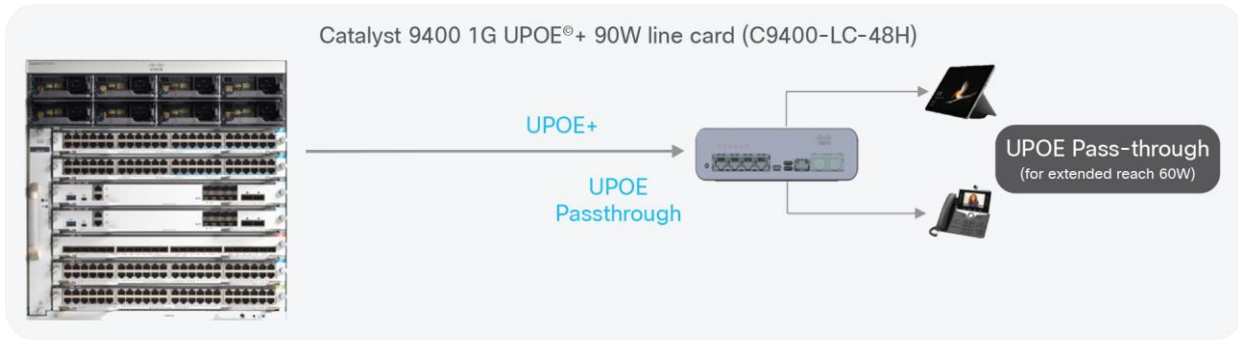 Catalyst 9400 1G UPOE©+ 90W line card (C9400-LC-48H)
UPOE+
UPOE
Passthrough
UPOE Pass-through
(for extended reach 60W)